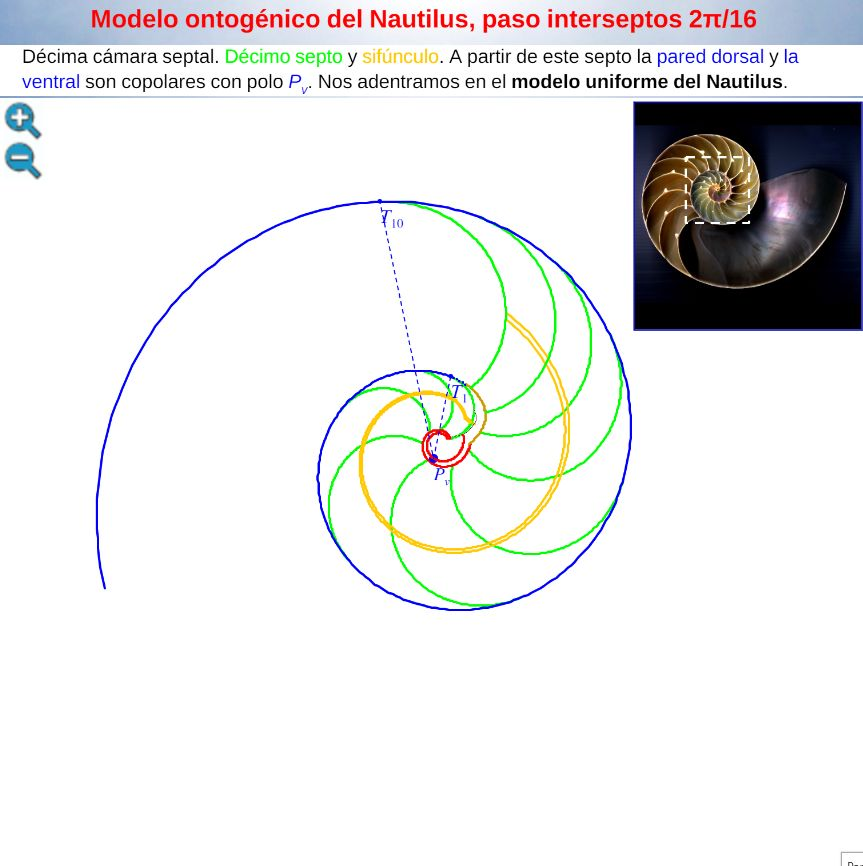 Modelo ontogénico del Nautilus, paso interseptos 2π/16
Décima cámara septal. Décimo septo y sifúnculo. A partir de este septo la pared dorsal y la
ventral son copolares con polo Pv. Nos adentramos en el modelo uniforme del Nautilus.
T10
T1
Pv